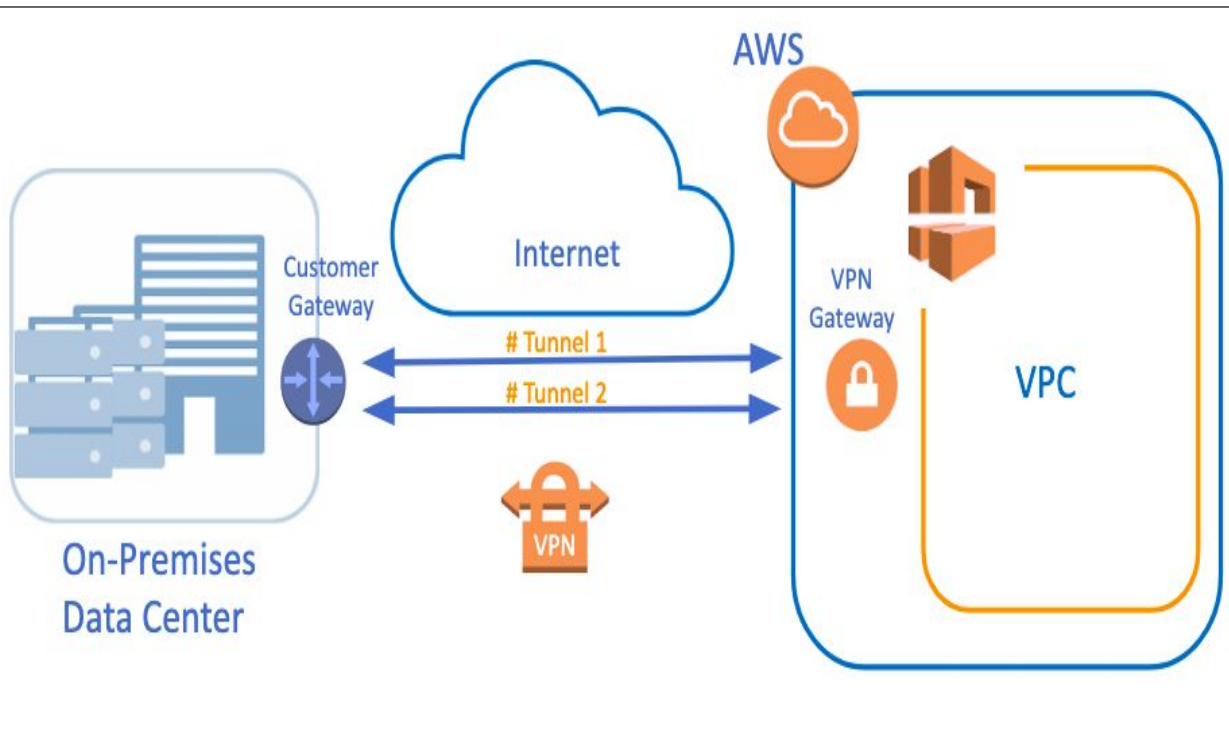 AWS
Internet
Customer
Gateway
VPN
Gateway
# Tunnel 1
# Tunnel 2
VPC
VPN
On-Premises
Data Center